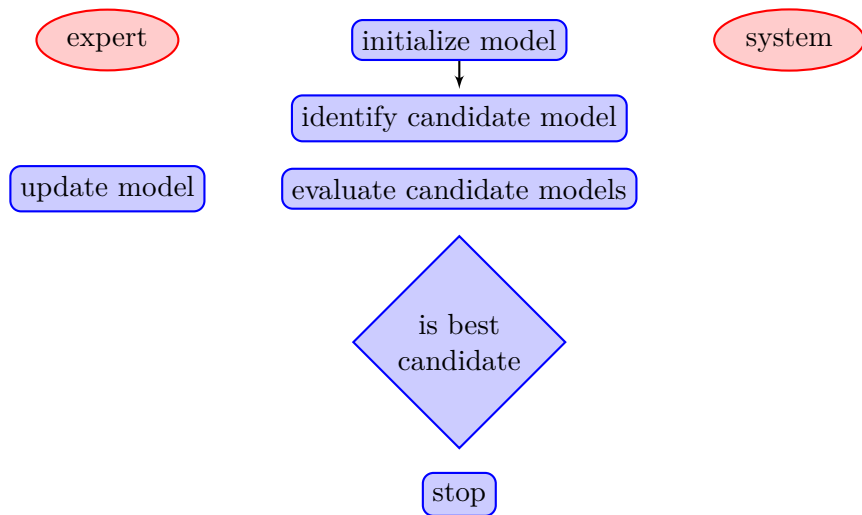 expert
initialize model
system
identify candidate model
update model
evaluate candidate models
is best
candidate
stop